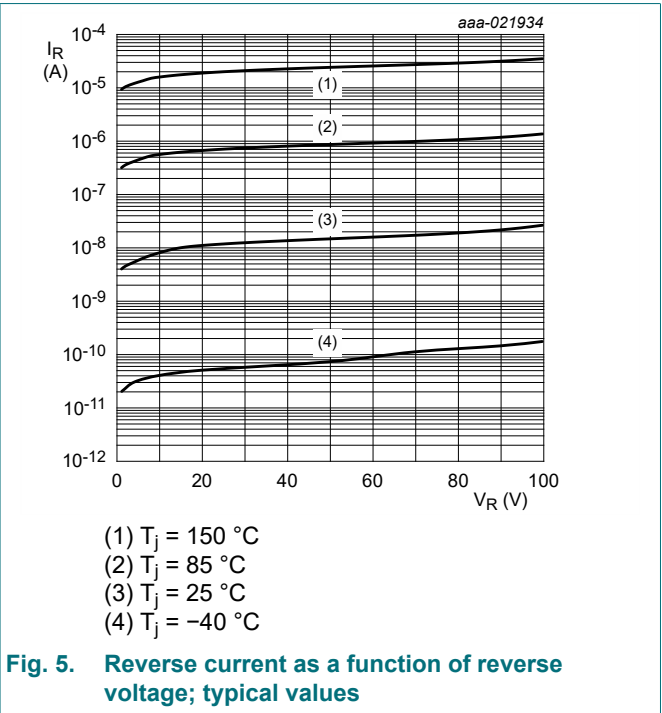 aaa-021934
I_R
(A)
10^-4
10^-5
10^-6
10^-7
10^-8
10^-9
10^-10
10^-11
10^-12
(1)
(2)
(3)
(4)
0 20 40 60 80 100
V_R (V)
(1) T_j = 150 °C
(2) T_j = 85 °C
(3) T_j = 25 °C
(4) T_j = −40 °C
Fig. 5. Reverse current as a function of reverse
voltage; typical values